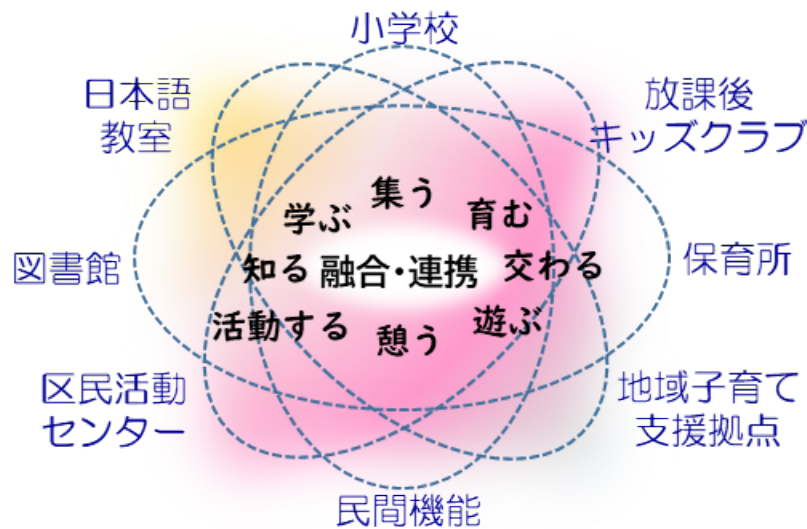 小学校
日本語
教室
放課後
キッズクラブ
集う
学ぶ
育む
図書館
知る
融合・連携
交わる
保育所
活動する
憩う
遊ぶ
区民活動
センター
地域子育て
支援拠点
民間機能